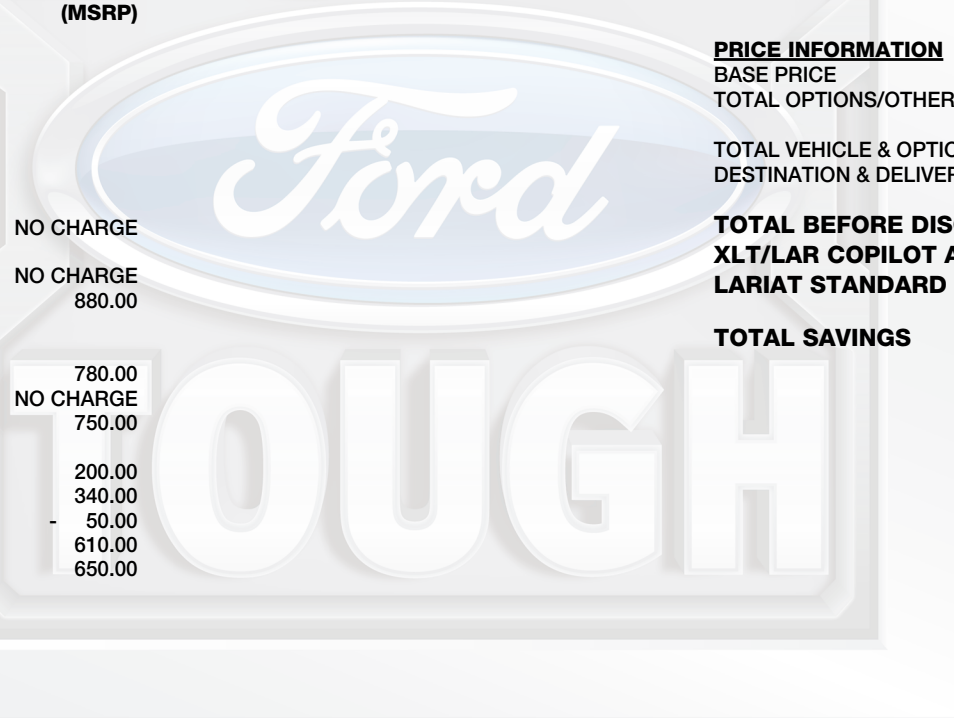 (MSRP)
NO CHARGE
NO CHARGE
880.00
780.00
NO CHARGE
750.00
200.00
340.00
- 50.00
610.00
650.00
Ford
TOUGH
PRICE INFORMATION
BASE PRICE
TOTAL OPTIONS/OTHER
TOTAL VEHICLE & OPTIO
DESTINATION & DELIVER
TOTAL BEFORE DIS
XLT/LAR COPILOT A
LARIAT STANDARD
TOTAL SAVINGS